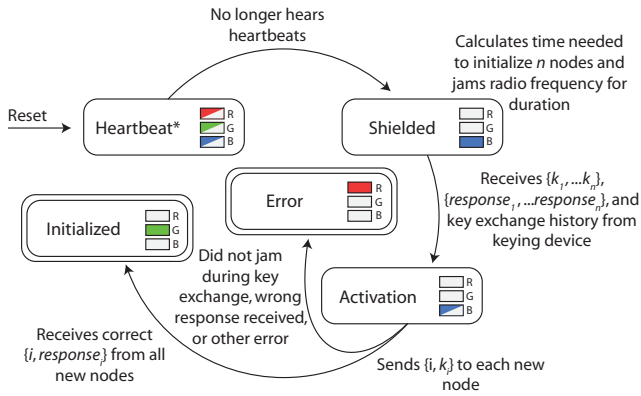 No longer hears
heartbeats
Calculates time needed
to initialize n nodes and
jams radio frequency for
duration
Reset
Heartbeat*
R
G
B
Shielded
R
G
B
Receives {k₁,...kₙ},
{response₁,...responseₙ}, and
key exchange history from
keying device
Error
R
G
B
Initialized
R
G
B
Did not jam
during key
exchange, wrong
response received,
or other error
Activation
R
G
B
Receives correct
{i, responseᵢ} from all
new nodes
Sends {i, kᵢ} to each new
node